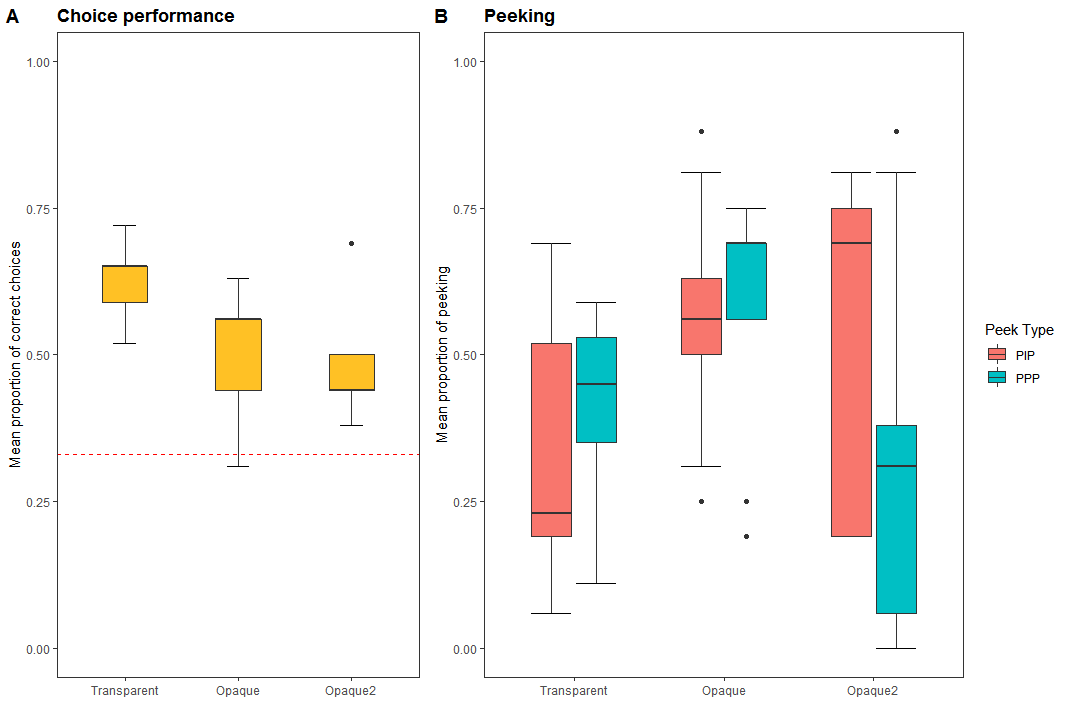 A Choice performance
Mean proportion of correct choices
1.00
0.75
0.50
0.25
0.00
Transparent Opaque Opaque2
B Peeking
Mean proportion of peeking
1.00
0.75
0.50
0.25
0.00
Transparent Opaque Opaque2
Peek Type
PIP
PPP